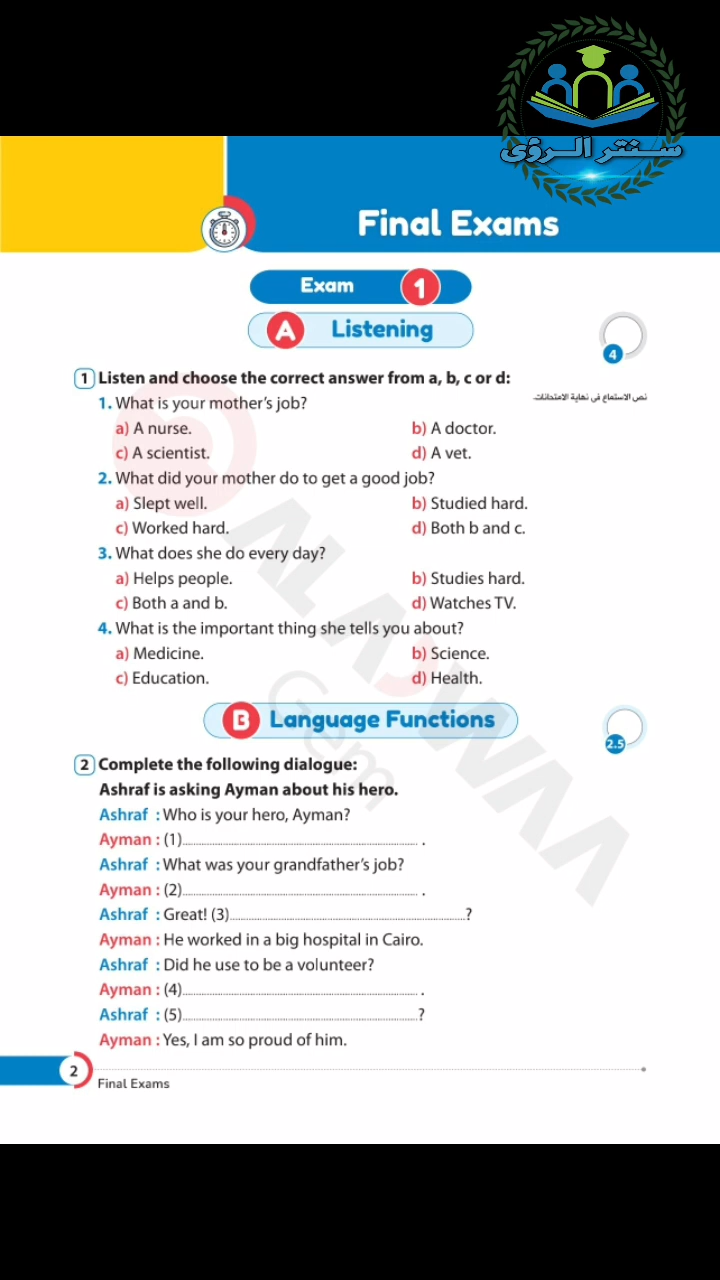 سنتر الرؤى
Final Exams
Exam 1
A Listening
4
1 Listen and choose the correct answer from a, b, c or d:
نص الاستماع فى نهاية الامتحانات.
1. What is your mother's job?
a) A nurse. b) A doctor.
c) A scientist. d) A vet.
2. What did your mother do to get a good job?
a) Slept well. b) Studied hard.
c) Worked hard. d) Both b and c.
3. What does she do every day?
a) Helps people. b) Studies hard.
c) Both a and b. d) Watches TV.
4. What is the important thing she tells you about?
a) Medicine. b) Science.
c) Education. d) Health.
ALADWAA
Gem
B Language Functions
2.5
2 Complete the following dialogue:
Ashraf is asking Ayman about his hero.
Ashraf : Who is your hero, Ayman?
Ayman : (1)........................................ .
Ashraf : What was your grandfather's job?
Ayman : (2)........................................ .
Ashraf : Great! (3)........................................?
Ayman : He worked in a big hospital in Cairo.
Ashraf : Did he use to be a volunteer?
Ayman : (4)........................................ .
Ashraf : (5)........................................?
Ayman : Yes, I am so proud of him.
2
Final Exams